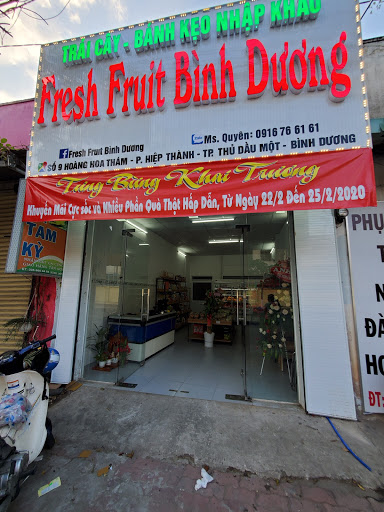 TRÁI CÂY - BÁNH KẸO NHẬP KHẨU
Fresh Fruit Bình Dương
Fresh Fruit Bình Dương
Ms. Quyên: 0916 76 61 61
SỐ 9 HOÀNG HOA THÁM - P. HIỆP THÀNH - TP. THỦ DẦU MỘT - BÌNH DƯƠNG
Tưng Bừng Khai Trương
Khuyến Mãi Cực sốc và Nhiều Phần Quà Thật Hấp Dẫn, Từ Ngày 22/2 Đến 25/2/2020
TÂM
KÝ
PHỤ
T
N
ĐÀ
HO
ĐT: